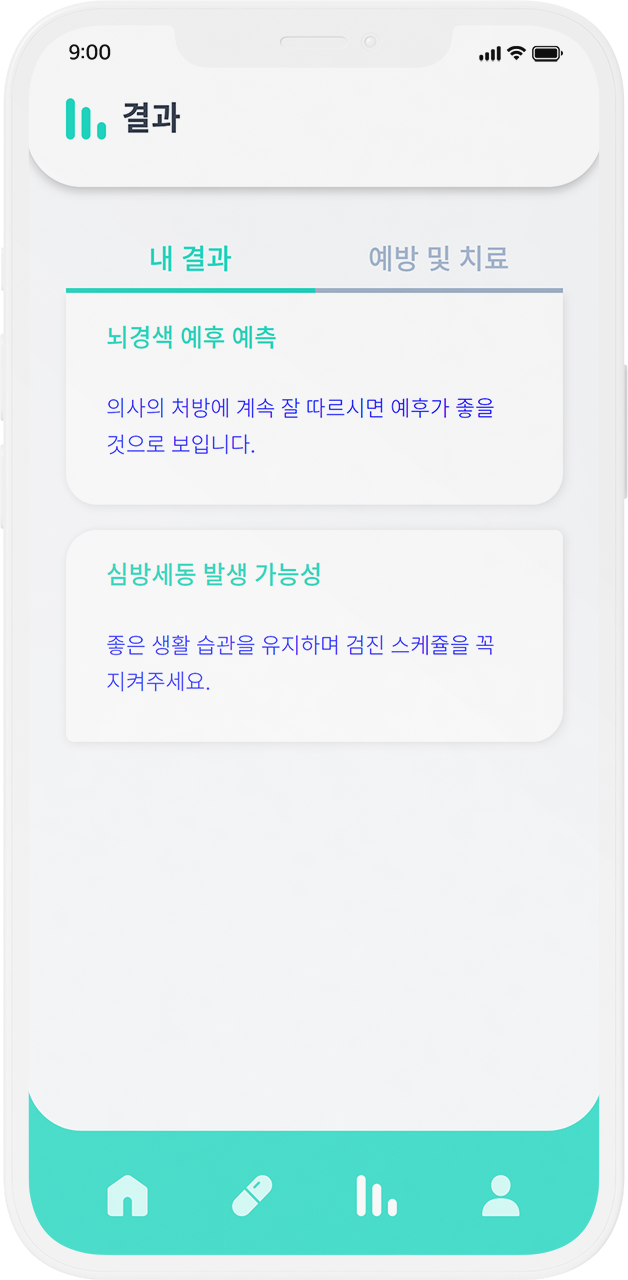 9:00
결과
내 결과
예방 및 치료
뇌경색 예후 예측
의사의 처방에 계속 잘 따르시면 예후가 좋을
것으로 보입니다.
심방세동 발생 가능성
좋은 생활 습관을 유지하며 검진 스케쥴을 꼭
지켜주세요.